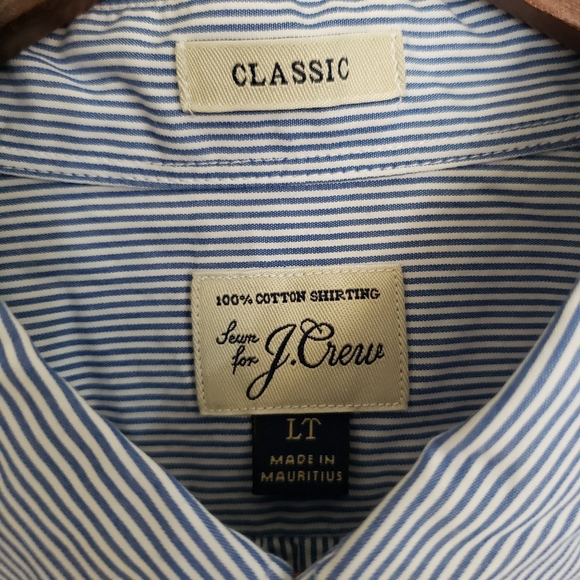 CLASSIC
100% COTTON SHIRTING
Sewn
for J.Crew
LT
MADE IN
MAURITIUS